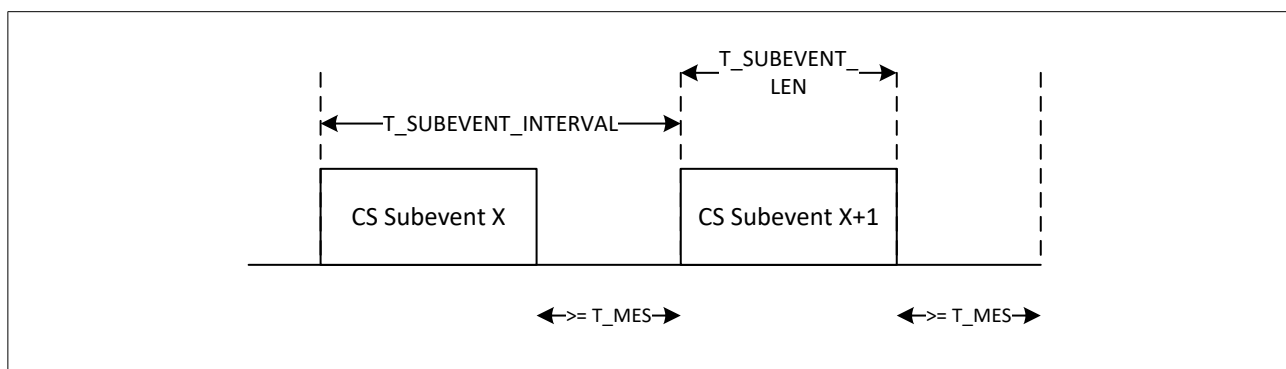 T_SUBEVENT_
LEN
T_SUBEVENT_INTERVAL
CS Subevent X
CS Subevent X+1
>= T_MES
>= T_MES